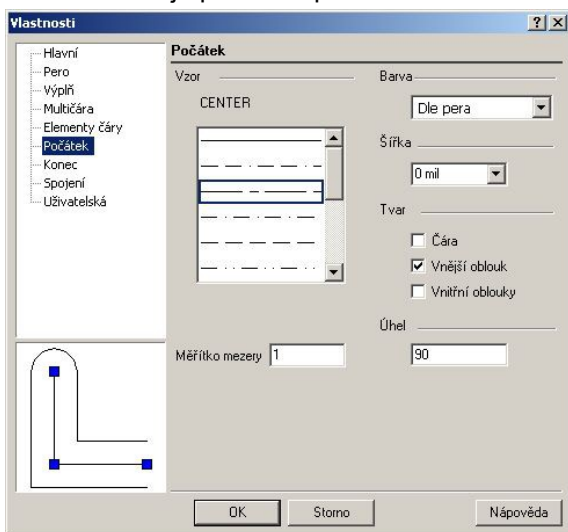 Vlastnosti
Hlavní
Pero
Výplň
Multičára
Elementy čáry
Počátek
Konec
Spojení
Uživatelská
Počátek
Vzor
CENTER
Měřítko mezery 1
Barva
Dle pera
Šířka
0 mil
Tvar
Čára
Vnější oblouk
Vnitřní oblouky
Úhel
90
OK
Storno
Nápověda